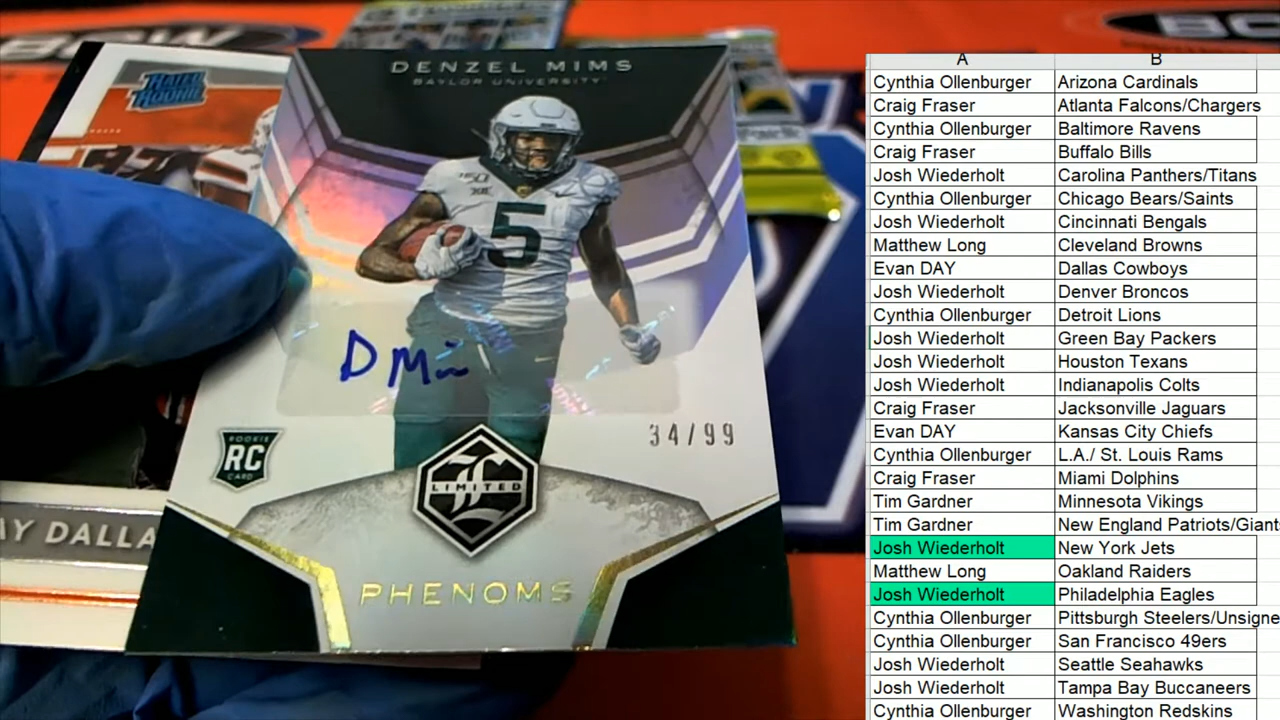 RATED
ROOKIE
DENZEL MIMS
BAYLOR UNIVERSITY
5
D Mi
34/99
ROOKIE
RC
CARD
LIMITED
PHENOMS
AY DALLA
A B
Cynthia Ollenburger Arizona Cardinals
Craig Fraser Atlanta Falcons/Chargers
Cynthia Ollenburger Baltimore Ravens
Craig Fraser Buffalo Bills
Josh Wiederholt Carolina Panthers/Titans
Cynthia Ollenburger Chicago Bears/Saints
Josh Wiederholt Cincinnati Bengals
Matthew Long Cleveland Browns
Evan DAY Dallas Cowboys
Josh Wiederholt Denver Broncos
Cynthia Ollenburger Detroit Lions
Josh Wiederholt Green Bay Packers
Josh Wiederholt Houston Texans
Josh Wiederholt Indianapolis Colts
Craig Fraser Jacksonville Jaguars
Evan DAY Kansas City Chiefs
Cynthia Ollenburger L.A./ St. Louis Rams
Craig Fraser Miami Dolphins
Tim Gardner Minnesota Vikings
Tim Gardner New England Patriots/Giant
Josh Wiederholt New York Jets
Matthew Long Oakland Raiders
Josh Wiederholt Philadelphia Eagles
Cynthia Ollenburger Pittsburgh Steelers/Unsigne
Cynthia Ollenburger San Francisco 49ers
Josh Wiederholt Seattle Seahawks
Josh Wiederholt Tampa Bay Buccaneers
Cynthia Ollenburger Washington Redskins